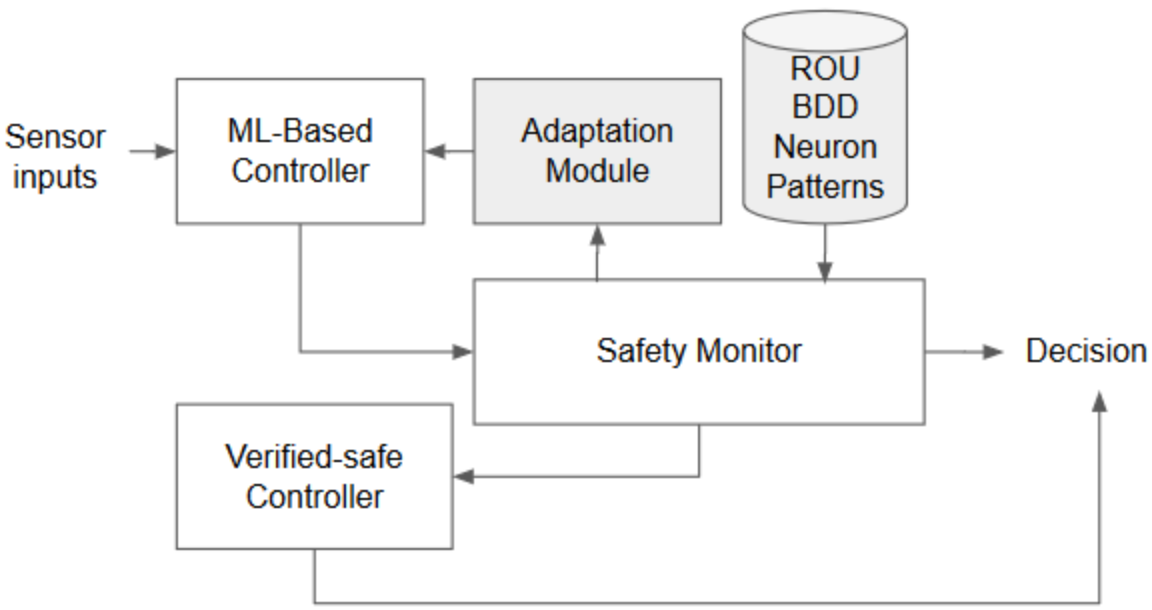 Sensor
inputs
ML-Based
Controller
Adaptation
Module
ROU
BDD
Neuron
Patterns
Safety Monitor
Decision
Verified-safe
Controller